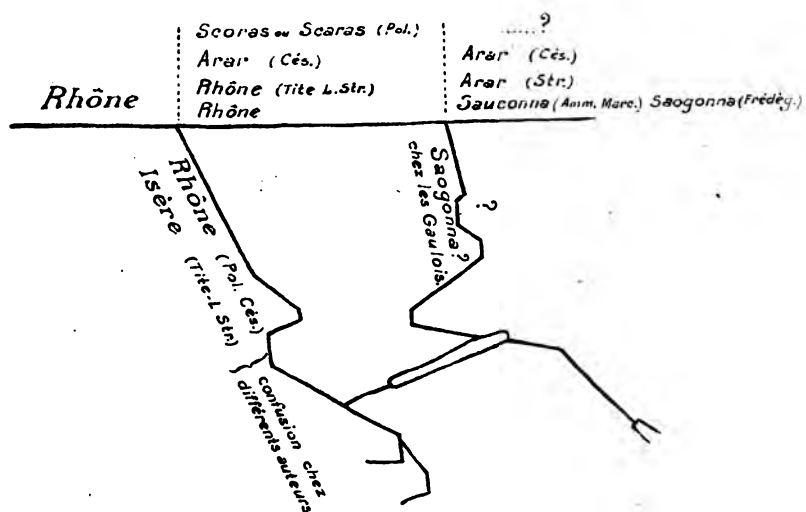 Rhône
Scoras ou Scaras (Pol.)
Arar (Cés.)
Rhône (Tite L. Str.)
Rhône
......?
Arar (Cés.)
Arar (Str.)
Sauconna (Amm. Marc.) Saogonna (Frédèg.)
Rhône (Pol. Cés.)
Isère (Tite-L Str.)
confusion chez
différents auteurs
Saogonna?
chez les Gaulois.
?